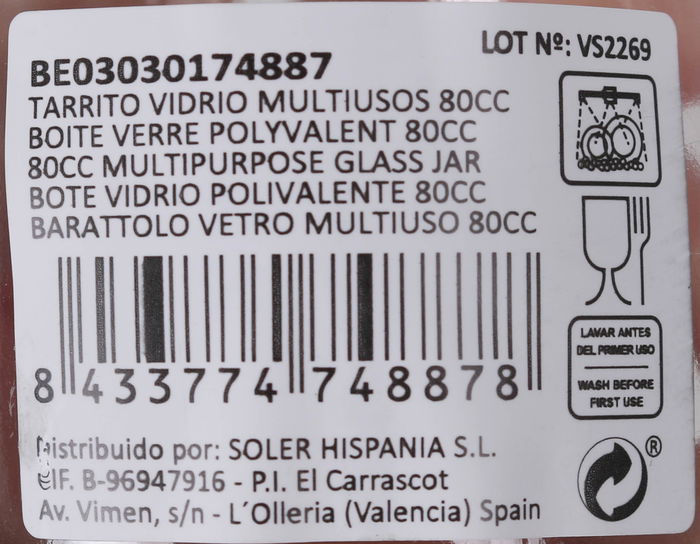 LOT Nº: VS2269
BE03030174887
TARRITO VIDRIO MULTIUSOS 80CC
BOITE VERRE POLYVALENT 80CC
80CC MULTIPURPOSE GLASS JAR
BOTE VIDRIO POLIVALENTE 80CC
BARATTOLO VETRO MULTIUSO 80CC
8 433774 748878
LAVAR ANTES
DEL PRIMER USO
WASH BEFORE
FIRST USE
Distribuido por: SOLER HISPANIA S.L.
CIF. B-96947916 - P.I. El Carrascot
Av. Vimen, s/n - L´Olleria (Valencia) Spain
®